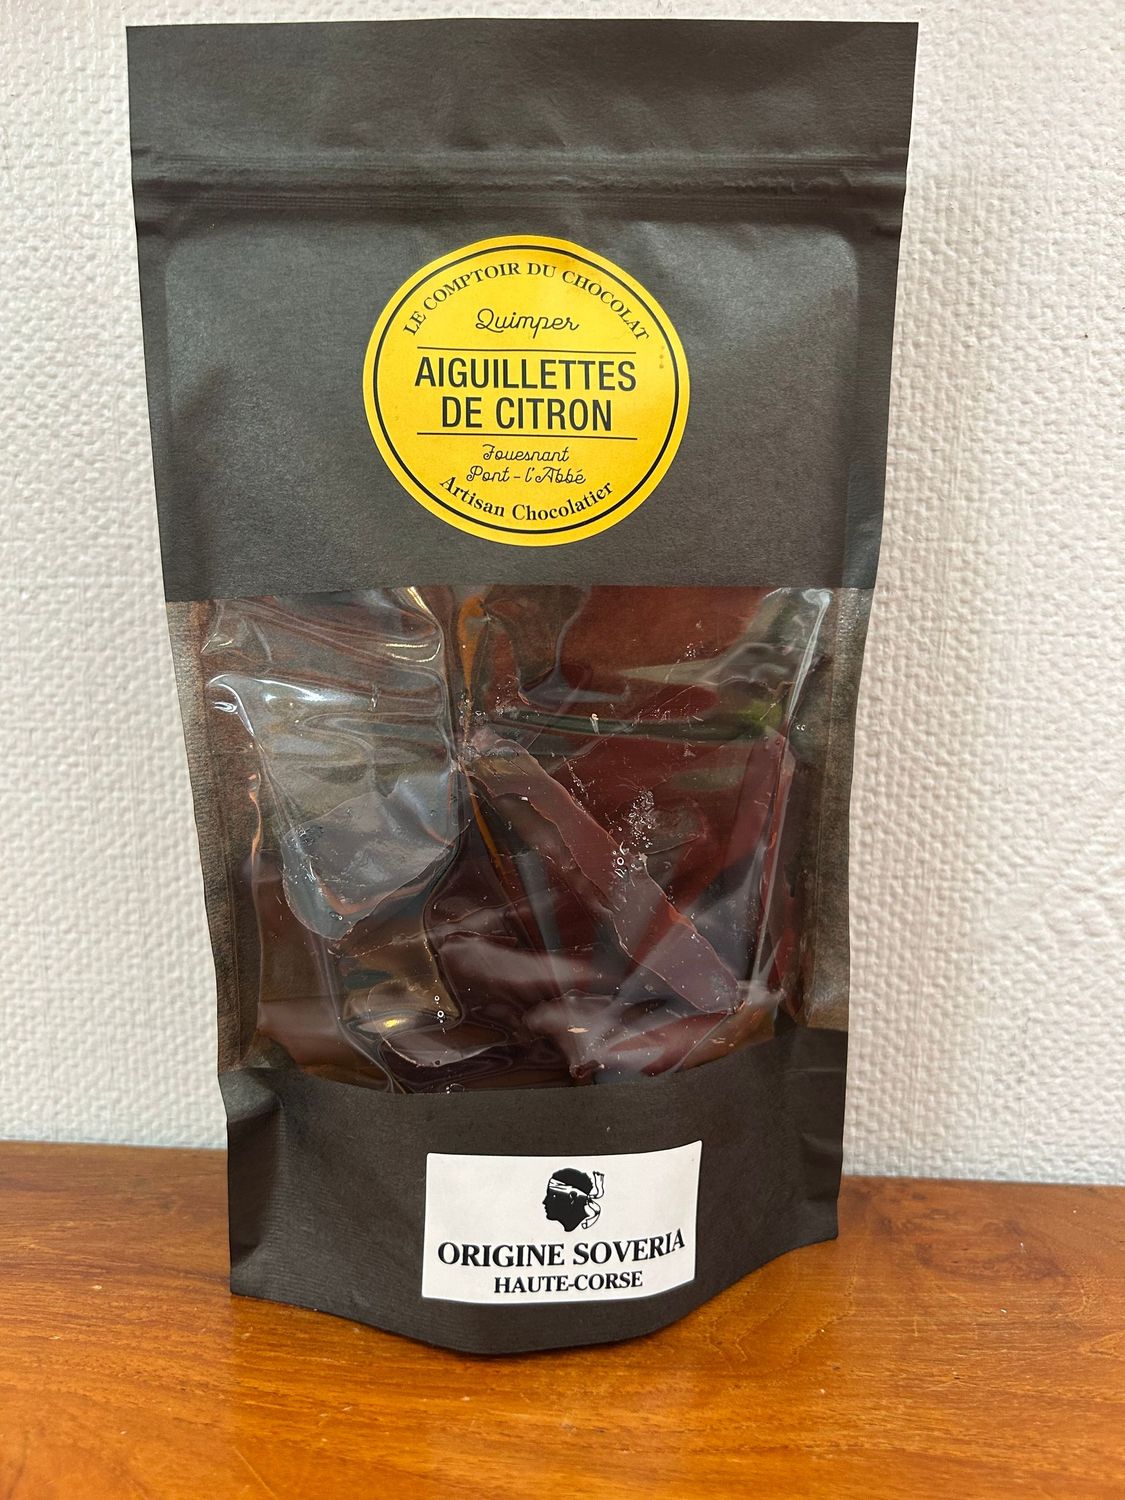 LE COMPTOIR DU CHOCOLAT
Quimper
AIGUILLETTES
DE CITRON
Fouesnant
Pont-l'Abbé
Artisan Chocolatier
ORIGINE SOVERIA
HAUTE-CORSE